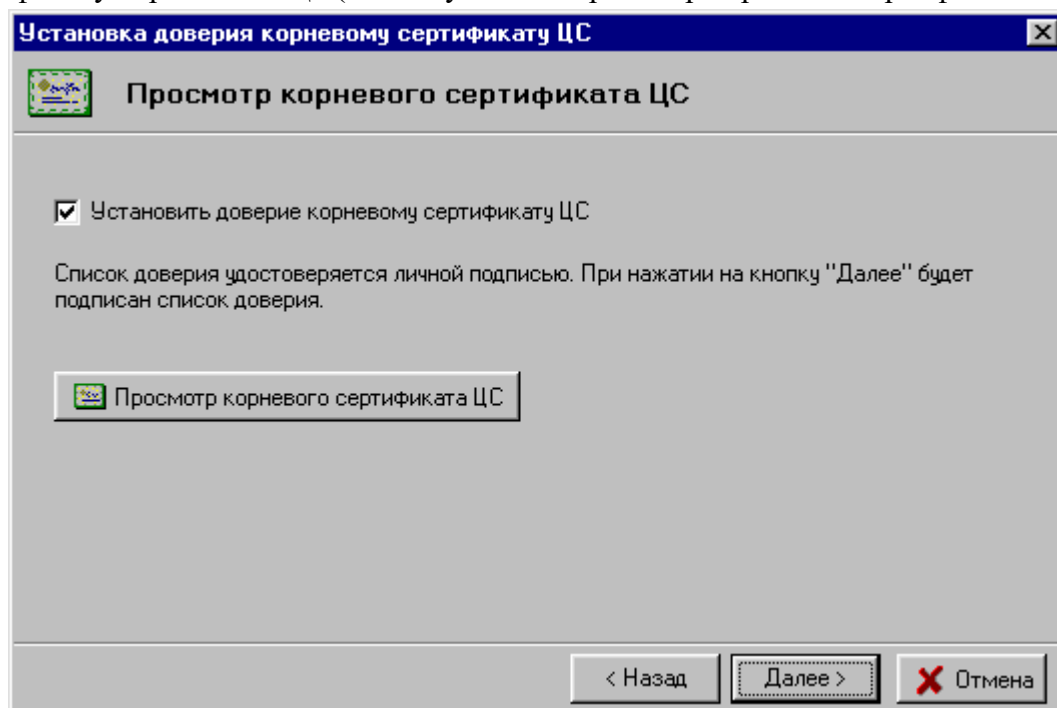 Установка доверия корневому сертификату ЦС
Просмотр корневого сертификата ЦС
Установить доверие корневому сертификату ЦС
Список доверия удостоверяется личной подписью. При нажатии на кнопку "Далее" будет
подписан список доверия.
Просмотр корневого сертификата ЦС
< Назад
Далее >
Отмена